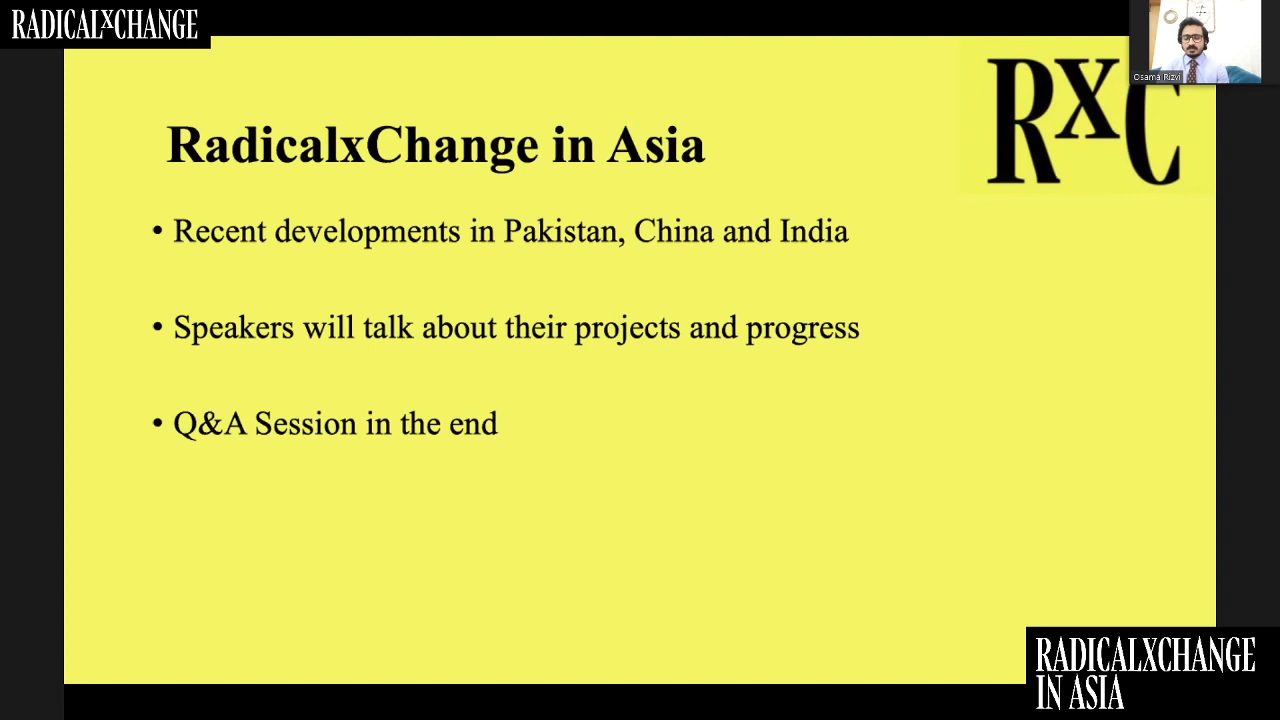 RADICALXCHANGE
Osama Rizvi
RXC
RadicalxChange in Asia
• Recent developments in Pakistan, China and India
• Speakers will talk about their projects and progress
• Q&A Session in the end
RADICALXCHANGE
IN ASIA